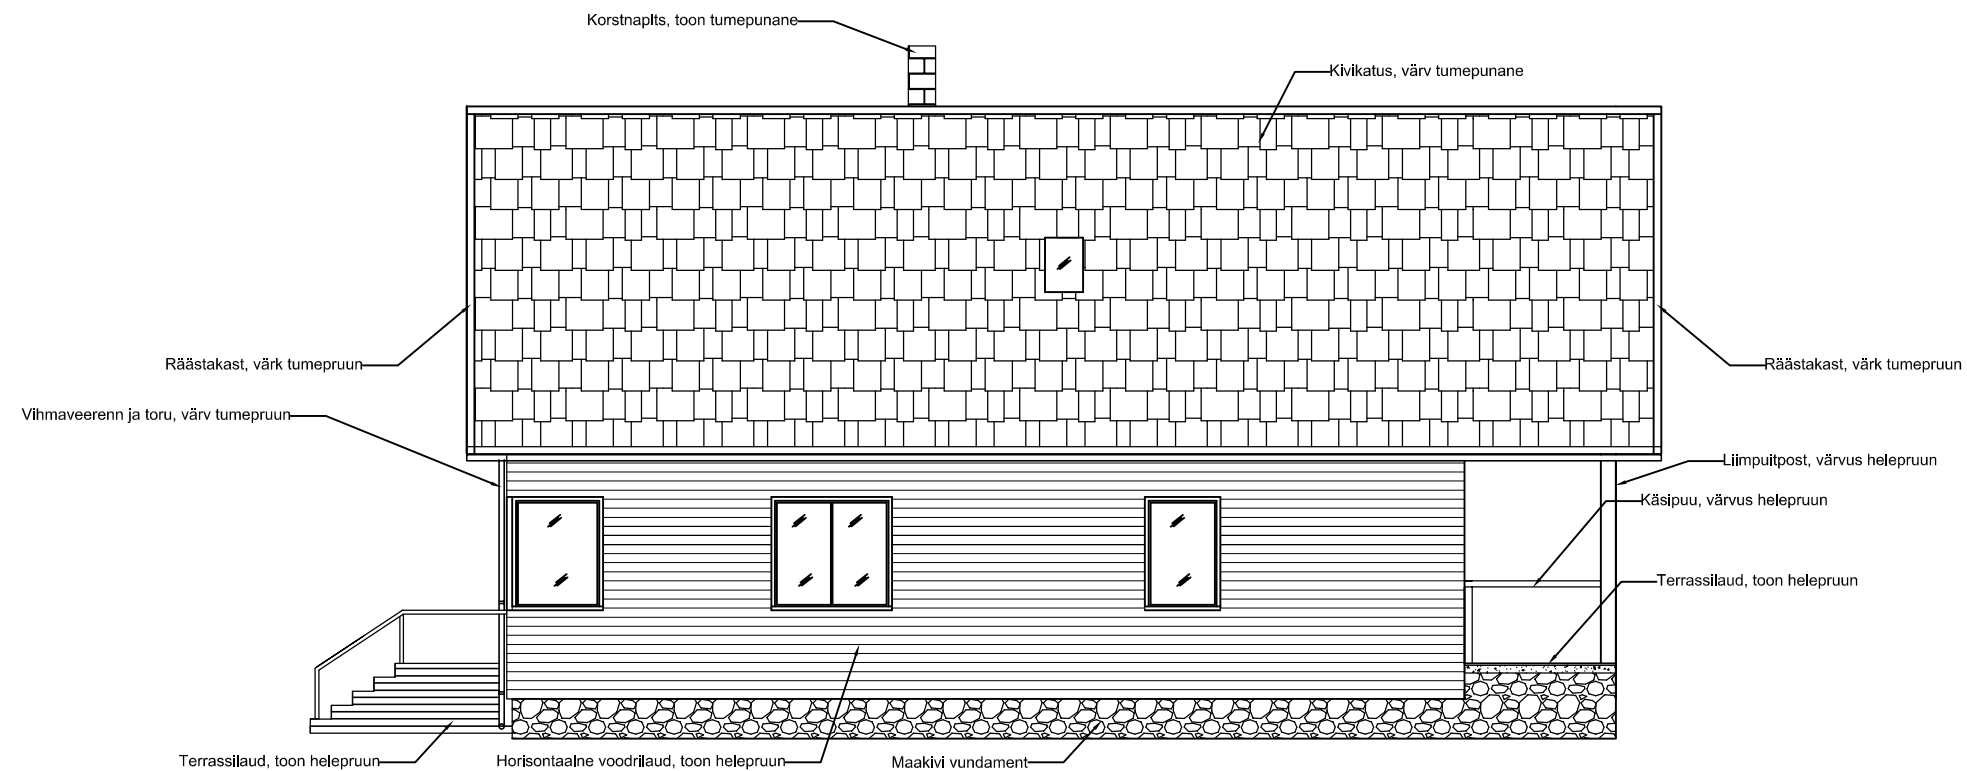 Korstnaplts, toon tumepunane
Kivikatus, värv tumepunane
Räästakast, värk tumepruun
Räästakast, värk tumepruun
Vihmaveerenn ja toru, värv tumepruun
Liimpuitpost, värvus helepruun
Käsipuu, värvus helepruun
Terrassilaud, toon helepruun
Terrassilaud, toon helepruun
Horisontaalne voodrilaud, toon helepruun
Maakivi vundament